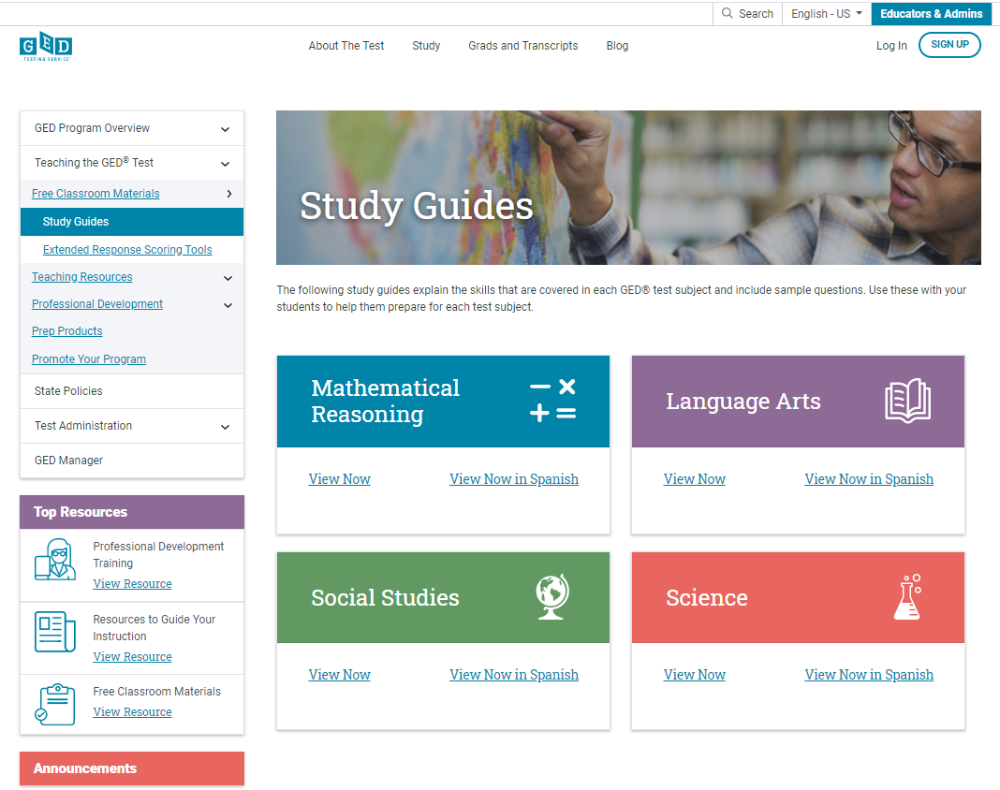 Search
English - US
Educators & Admins
GED
TESTING SERVICE®
About The Test
Study
Grads and Transcripts
Blog
Log In
SIGN UP
GED Program Overview
Teaching the GED® Test
Free Classroom Materials
Study Guides
Extended Response Scoring Tools
Teaching Resources
Professional Development
Prep Products
Promote Your Program
State Policies
Test Administration
GED Manager
Top Resources
Professional Development
Training
View Resource
Resources to Guide Your
Instruction
View Resource
Free Classroom Materials
View Resource
Announcements
Study Guides
The following study guides explain the skills that are covered in each GED® test subject and include sample questions. Use these with your
students to help them prepare for each test subject.
Mathematical
Reasoning
View Now
View Now in Spanish
Language Arts
View Now
View Now in Spanish
Social Studies
View Now
View Now in Spanish
Science
View Now
View Now in Spanish